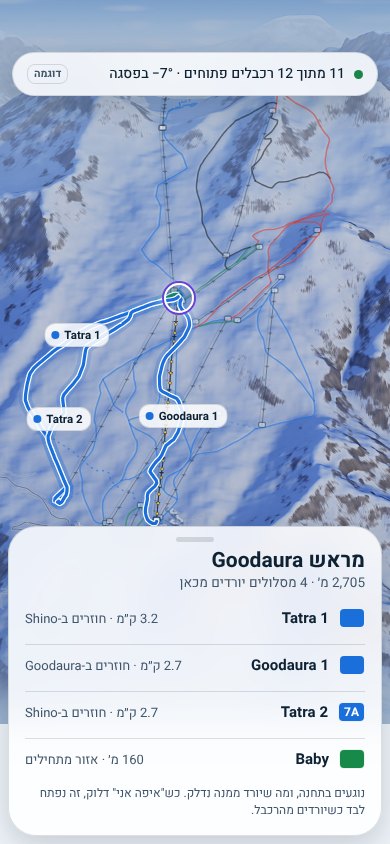 11 מתוך 12 רכבלים פתוחים · 7°− בפסגה
דוגמה
Tatra 1
Tatra 2
Goodaura 1
מראש Goodaura
2,705 מ׳ · 4 מסלולים יורדים מכאן
Tatra 1 3.2 ק״מ · חוזרים ב-Shino
Goodaura 1 2.7 ק״מ · חוזרים ב-Goodaura
7A Tatra 2 2.7 ק״מ · חוזרים ב-Shino
Baby 160 מ׳ · אזור מתחילים
נוגעים בתחנה, ומה שיורד ממנה נדלק. כש"איפה אני" דלוק, זה נפתח
לבד כשיורדים מהרכבל.